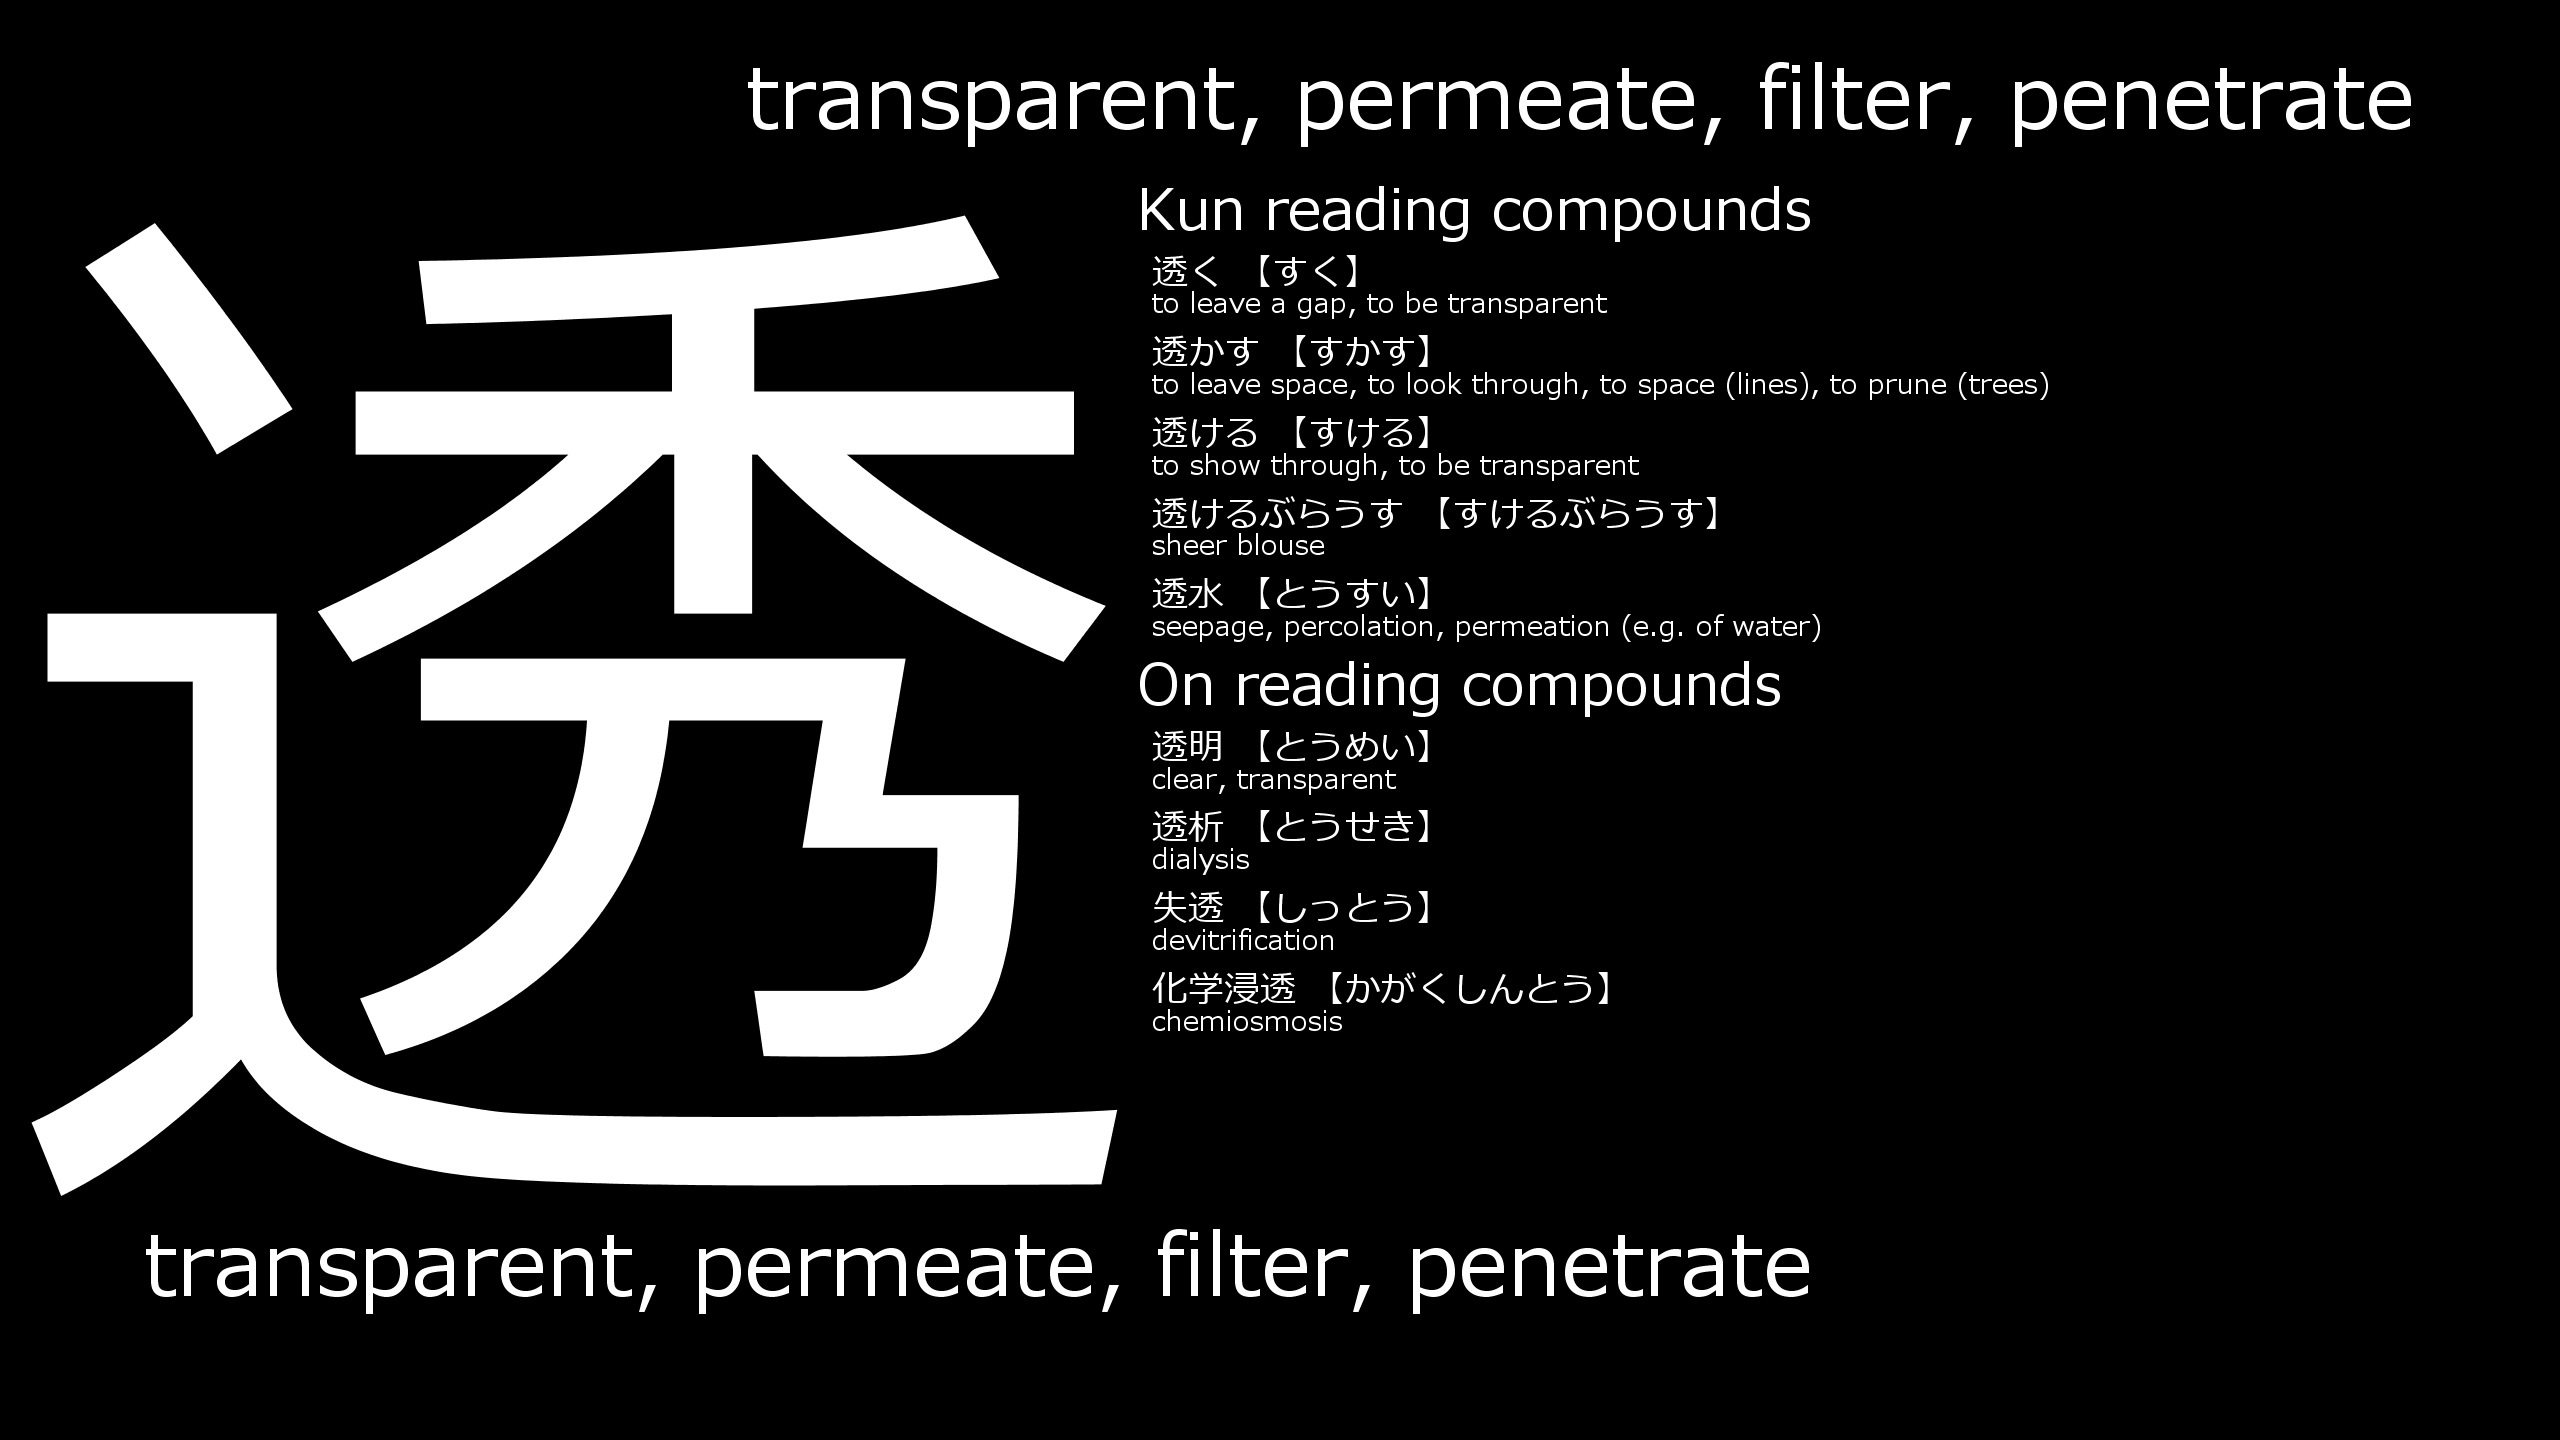 transparent, permeate, filter, penetrate
透
Kun reading compounds
透く 【すく】
to leave a gap, to be transparent
透かす 【すかす】
to leave space, to look through, to space (lines), to prune (trees)
透ける 【すける】
to show through, to be transparent
透けるぶらうす 【すけるぶらうす】
sheer blouse
透水 【とうすい】
seepage, percolation, permeation (e.g. of water)
On reading compounds
透明 【とうめい】
clear, transparent
透析 【とうせき】
dialysis
失透 【しっとう】
devitrification
化学浸透 【かがくしんとう】
chemiosmosis
transparent, permeate, filter, penetrate